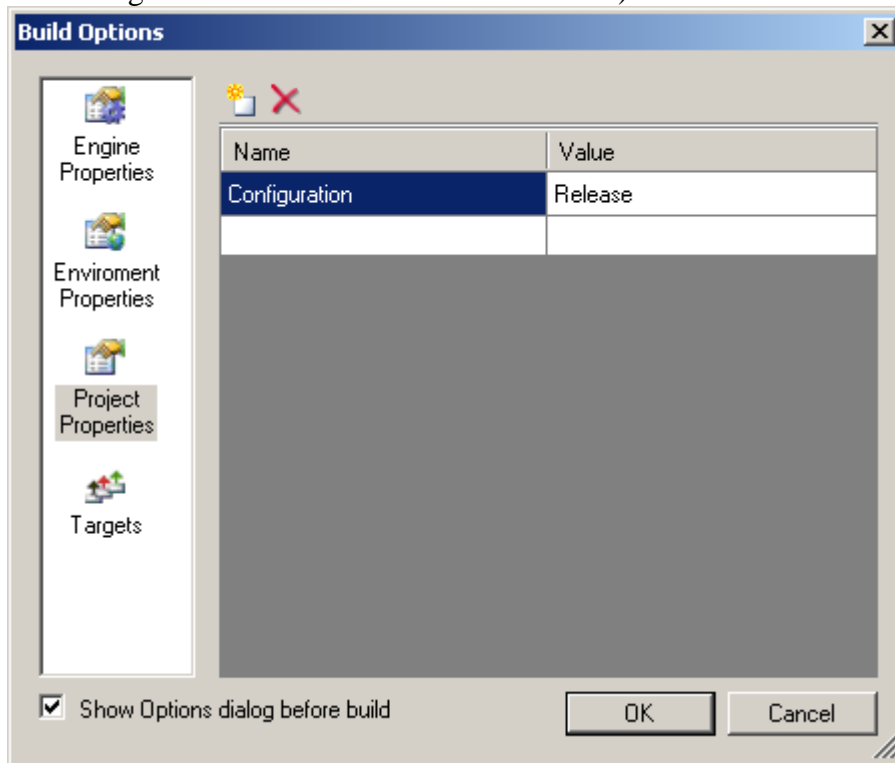 Build Options
Engine
Properties
Enviroment
Properties
Project
Properties
Targets
Name Value
Configuration Release
Show Options dialog before build
OK Cancel